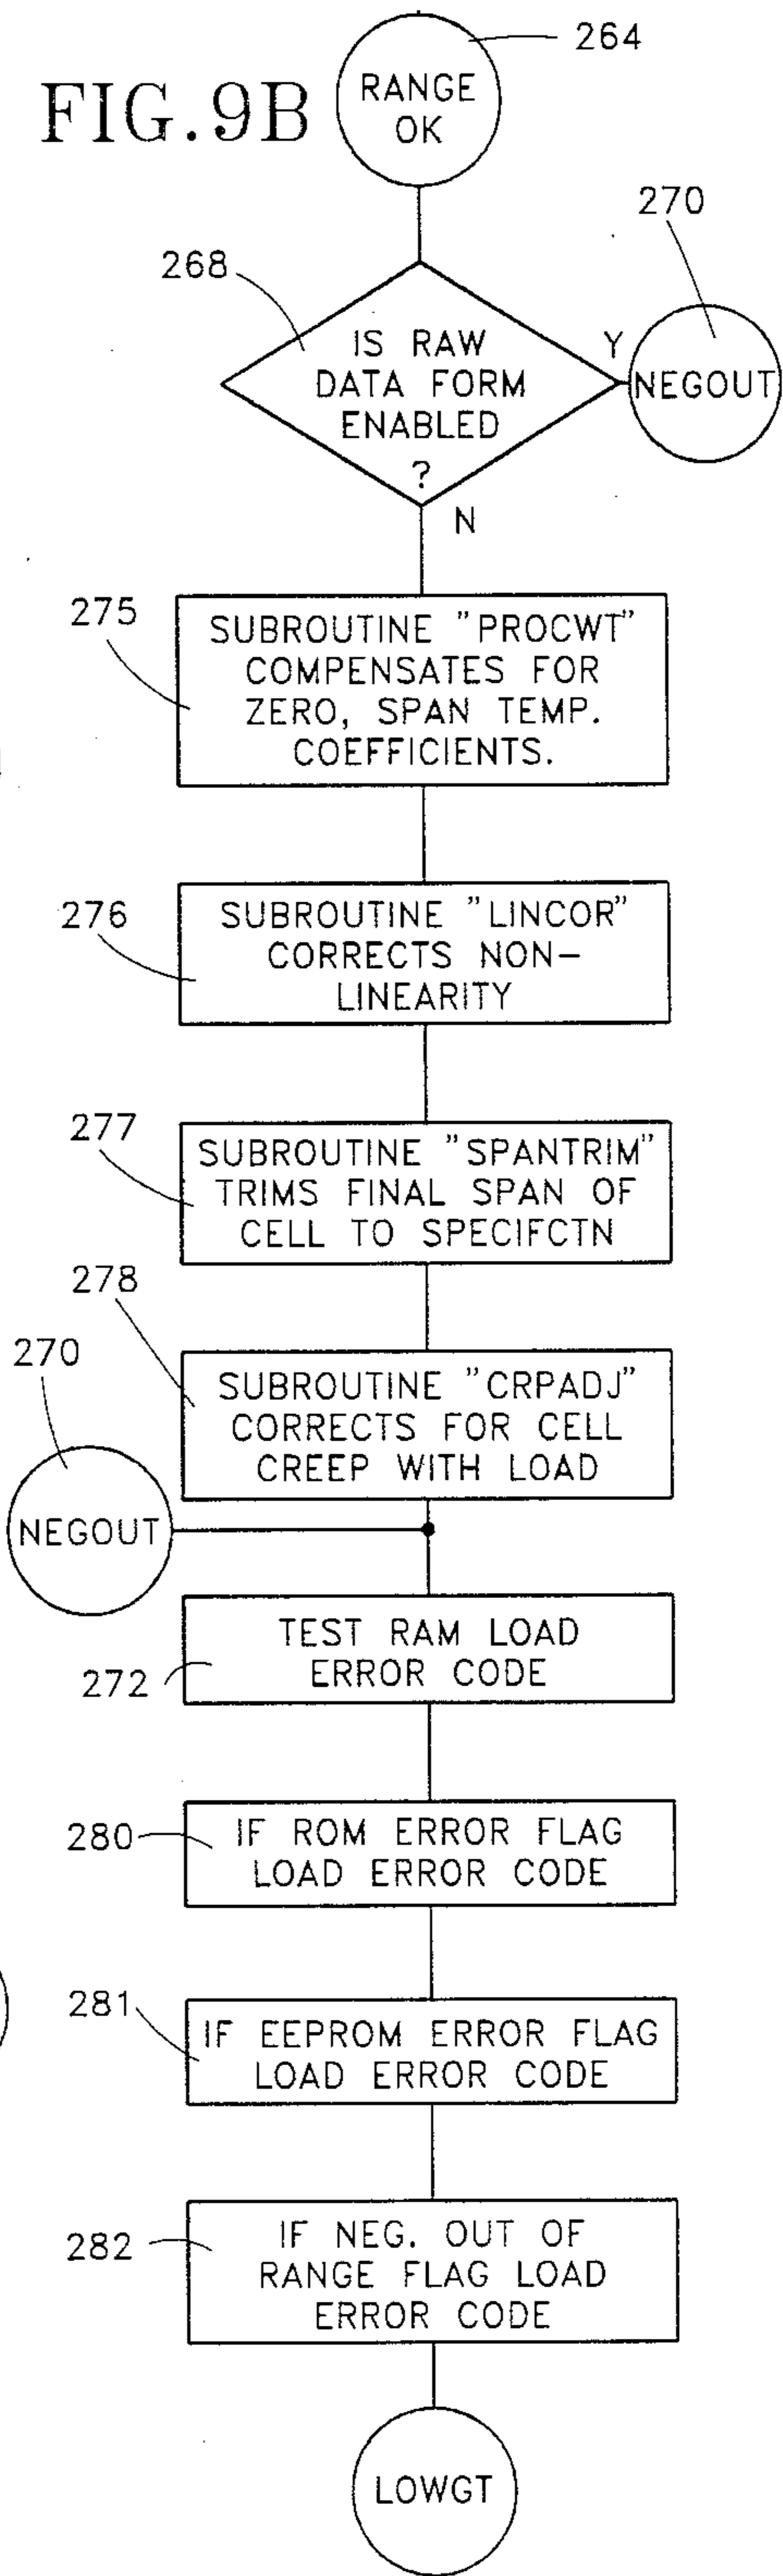 264
FIG.9B
RANGE
OK
270
268
IS RAW
DATA FORM
ENABLED
?
Y
NEGOUT
N
275
SUBROUTINE "PROCWT"
COMPENSATES FOR
ZERO, SPAN TEMP.
COEFFICIENTS.
276
SUBROUTINE "LINCOR"
CORRECTS NON-
LINEARITY
277
SUBROUTINE "SPANTRIM"
TRIMS FINAL SPAN OF
CELL TO SPECIFCTN
278
270
SUBROUTINE "CRPADJ"
CORRECTS FOR CELL
CREEP WITH LOAD
NEGOUT
TEST RAM LOAD
ERROR CODE
272
280
IF ROM ERROR FLAG
LOAD ERROR CODE
281
IF EEPROM ERROR FLAG
LOAD ERROR CODE
282
IF NEG. OUT OF
RANGE FLAG LOAD
ERROR CODE
LOWGT